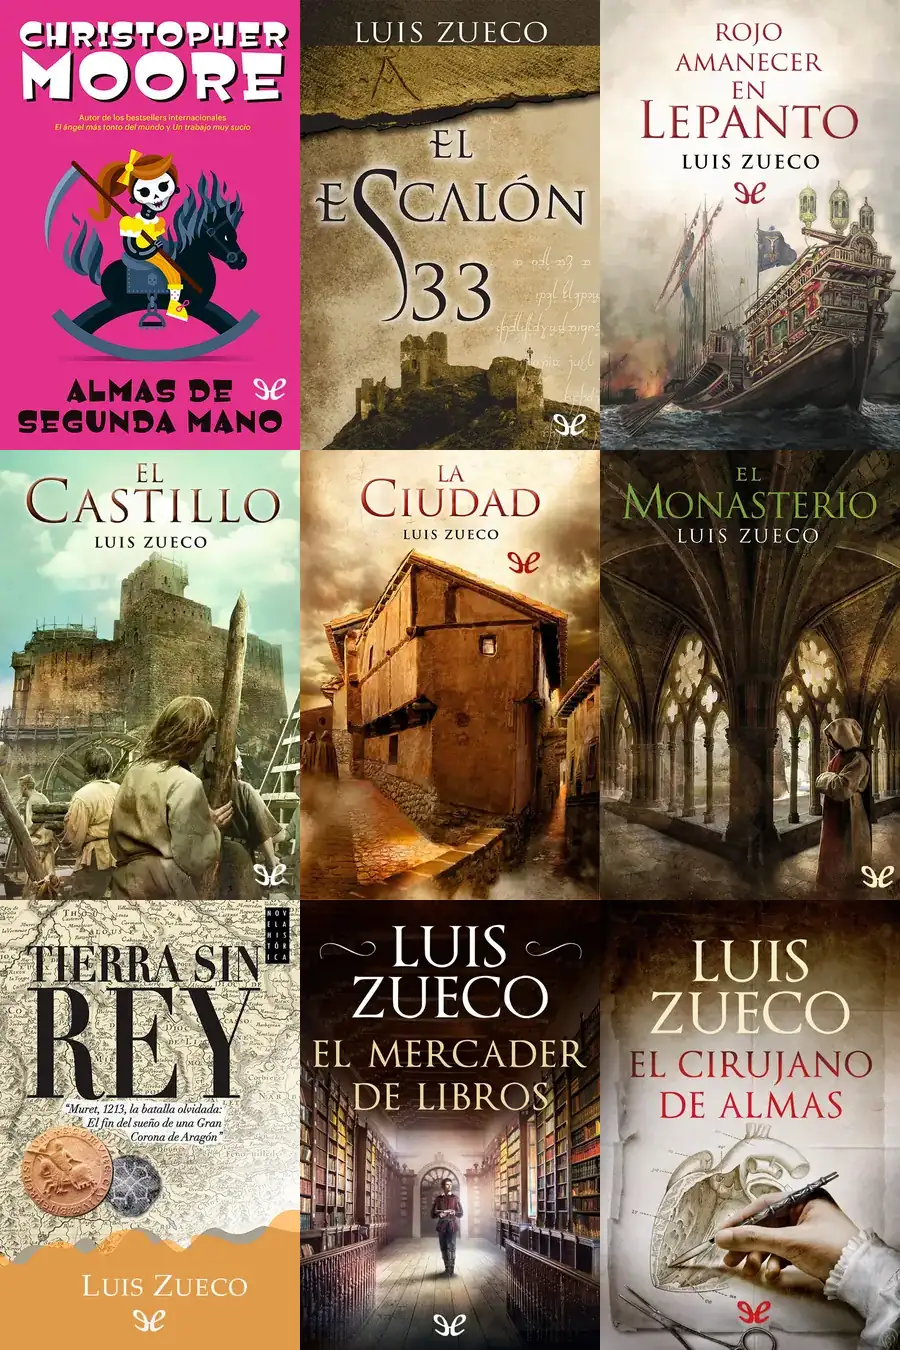 CHRISTOPHER
MOORE
Autor de los bestsellers internacionales
El ángel más tonto del mundo y Un trabajo muy sucio
ALMAS DE
SEGUNDA MANO
LUIS ZUECO
EL
ESCALÓN
33
ROJO
AMANECER
EN
LEPANTO
LUIS ZUECO
EL
CASTILLO
LUIS ZUECO
LA
CIUDAD
LUIS ZUECO
EL
MONASTERIO
LUIS ZUECO
NOVELA HISTÓRICA
TIERRA SIN
REY
“Muret, 1213, la batalla olvidada:
El fin del sueño de una Gran
Corona de Aragón”
LUIS ZUECO
LUIS
ZUECO
EL MERCADER
DE LIBROS
LUIS
ZUECO
EL CIRUJANO
DE ALMAS